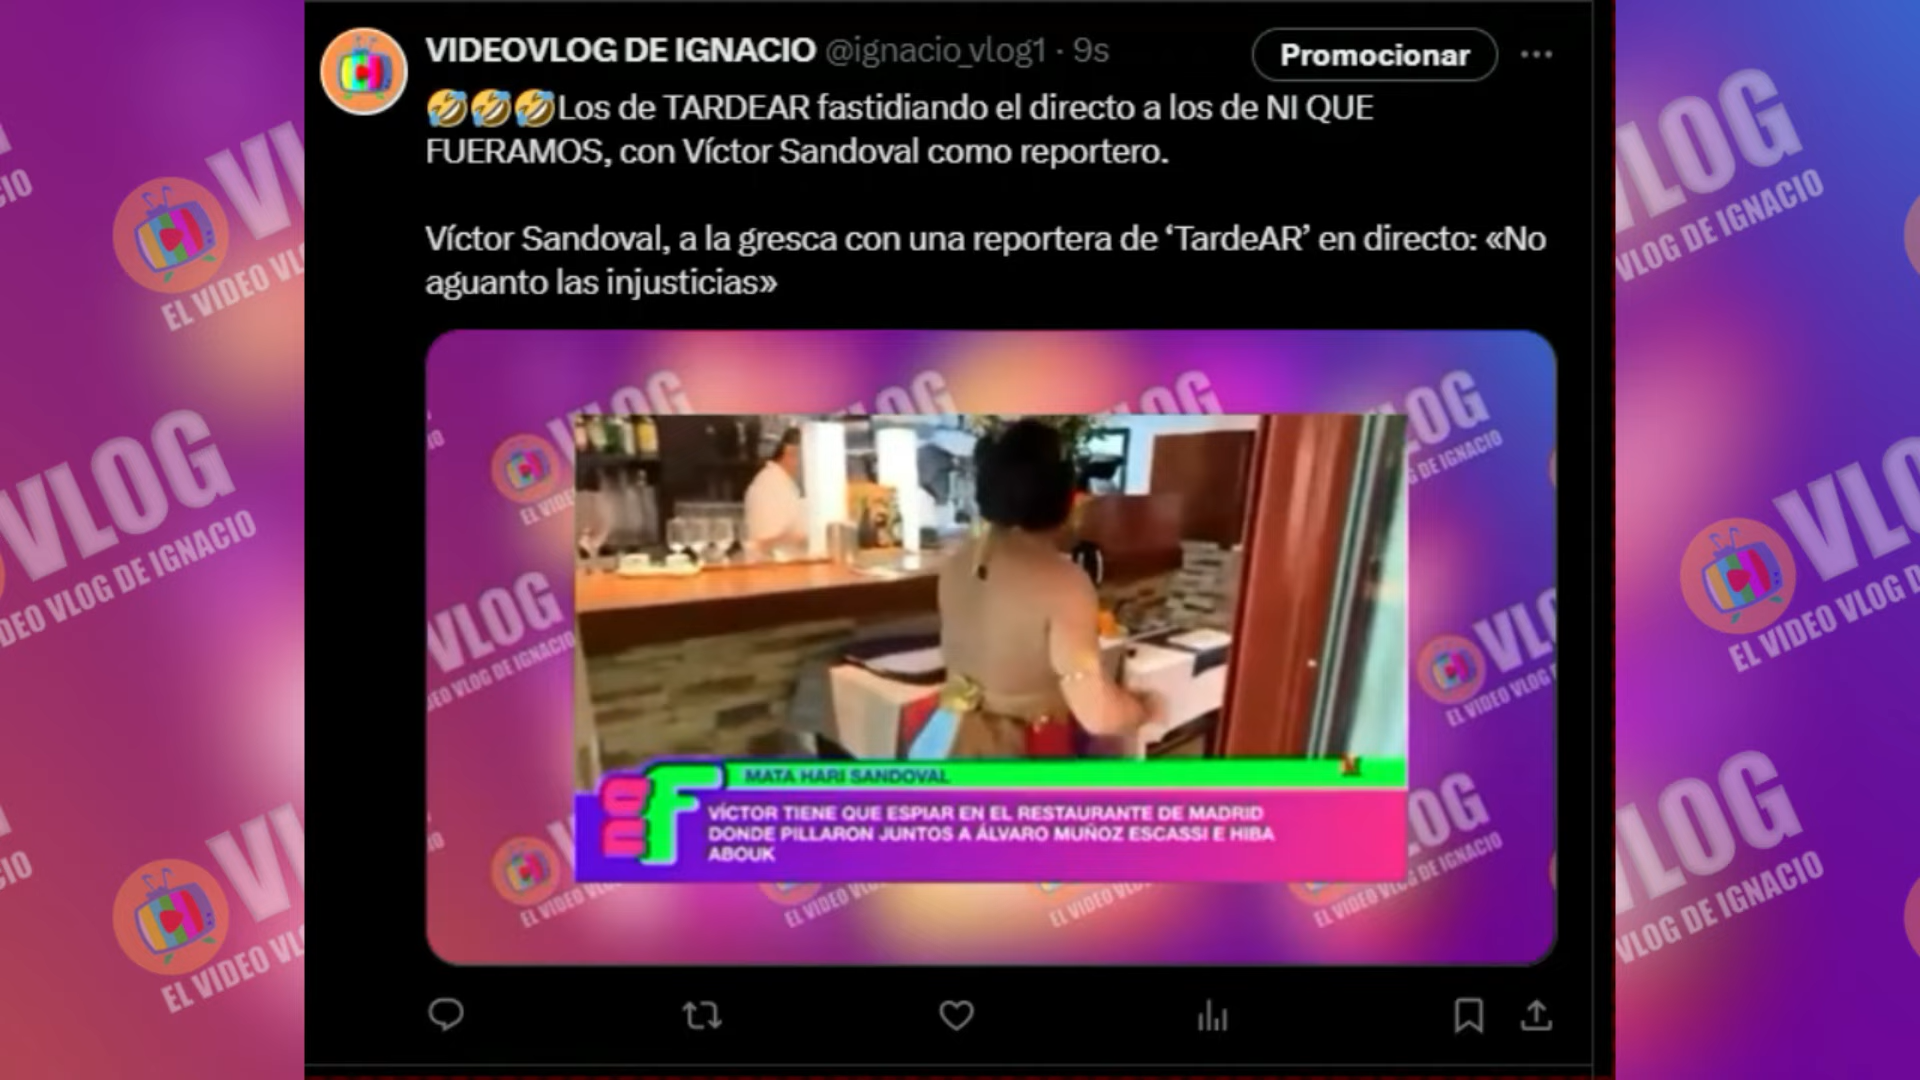 VIDEOVLOG DE IGNACIO @ignacio_vlog1 · 9s
Promocionar
🤣🤣🤣Los de TARDEAR fastidiando el directo a los de NI QUE
FUERAMOS, con Víctor Sandoval como reportero.
Víctor Sandoval, a la gresca con una reportera de ‘TardeAR’ en directo: «No
aguanto las injusticias»
MATA HARI SANDOVAL
nqF
VÍCTOR TIENE QUE ESPIAR EN EL RESTAURANTE DE MADRID
DONDE PILLARON JUNTOS A ÁLVARO MUÑOZ ESCASSI E HIBA
ABOUK
VLOG
EL VIDEO VLOG DE IGNACIO